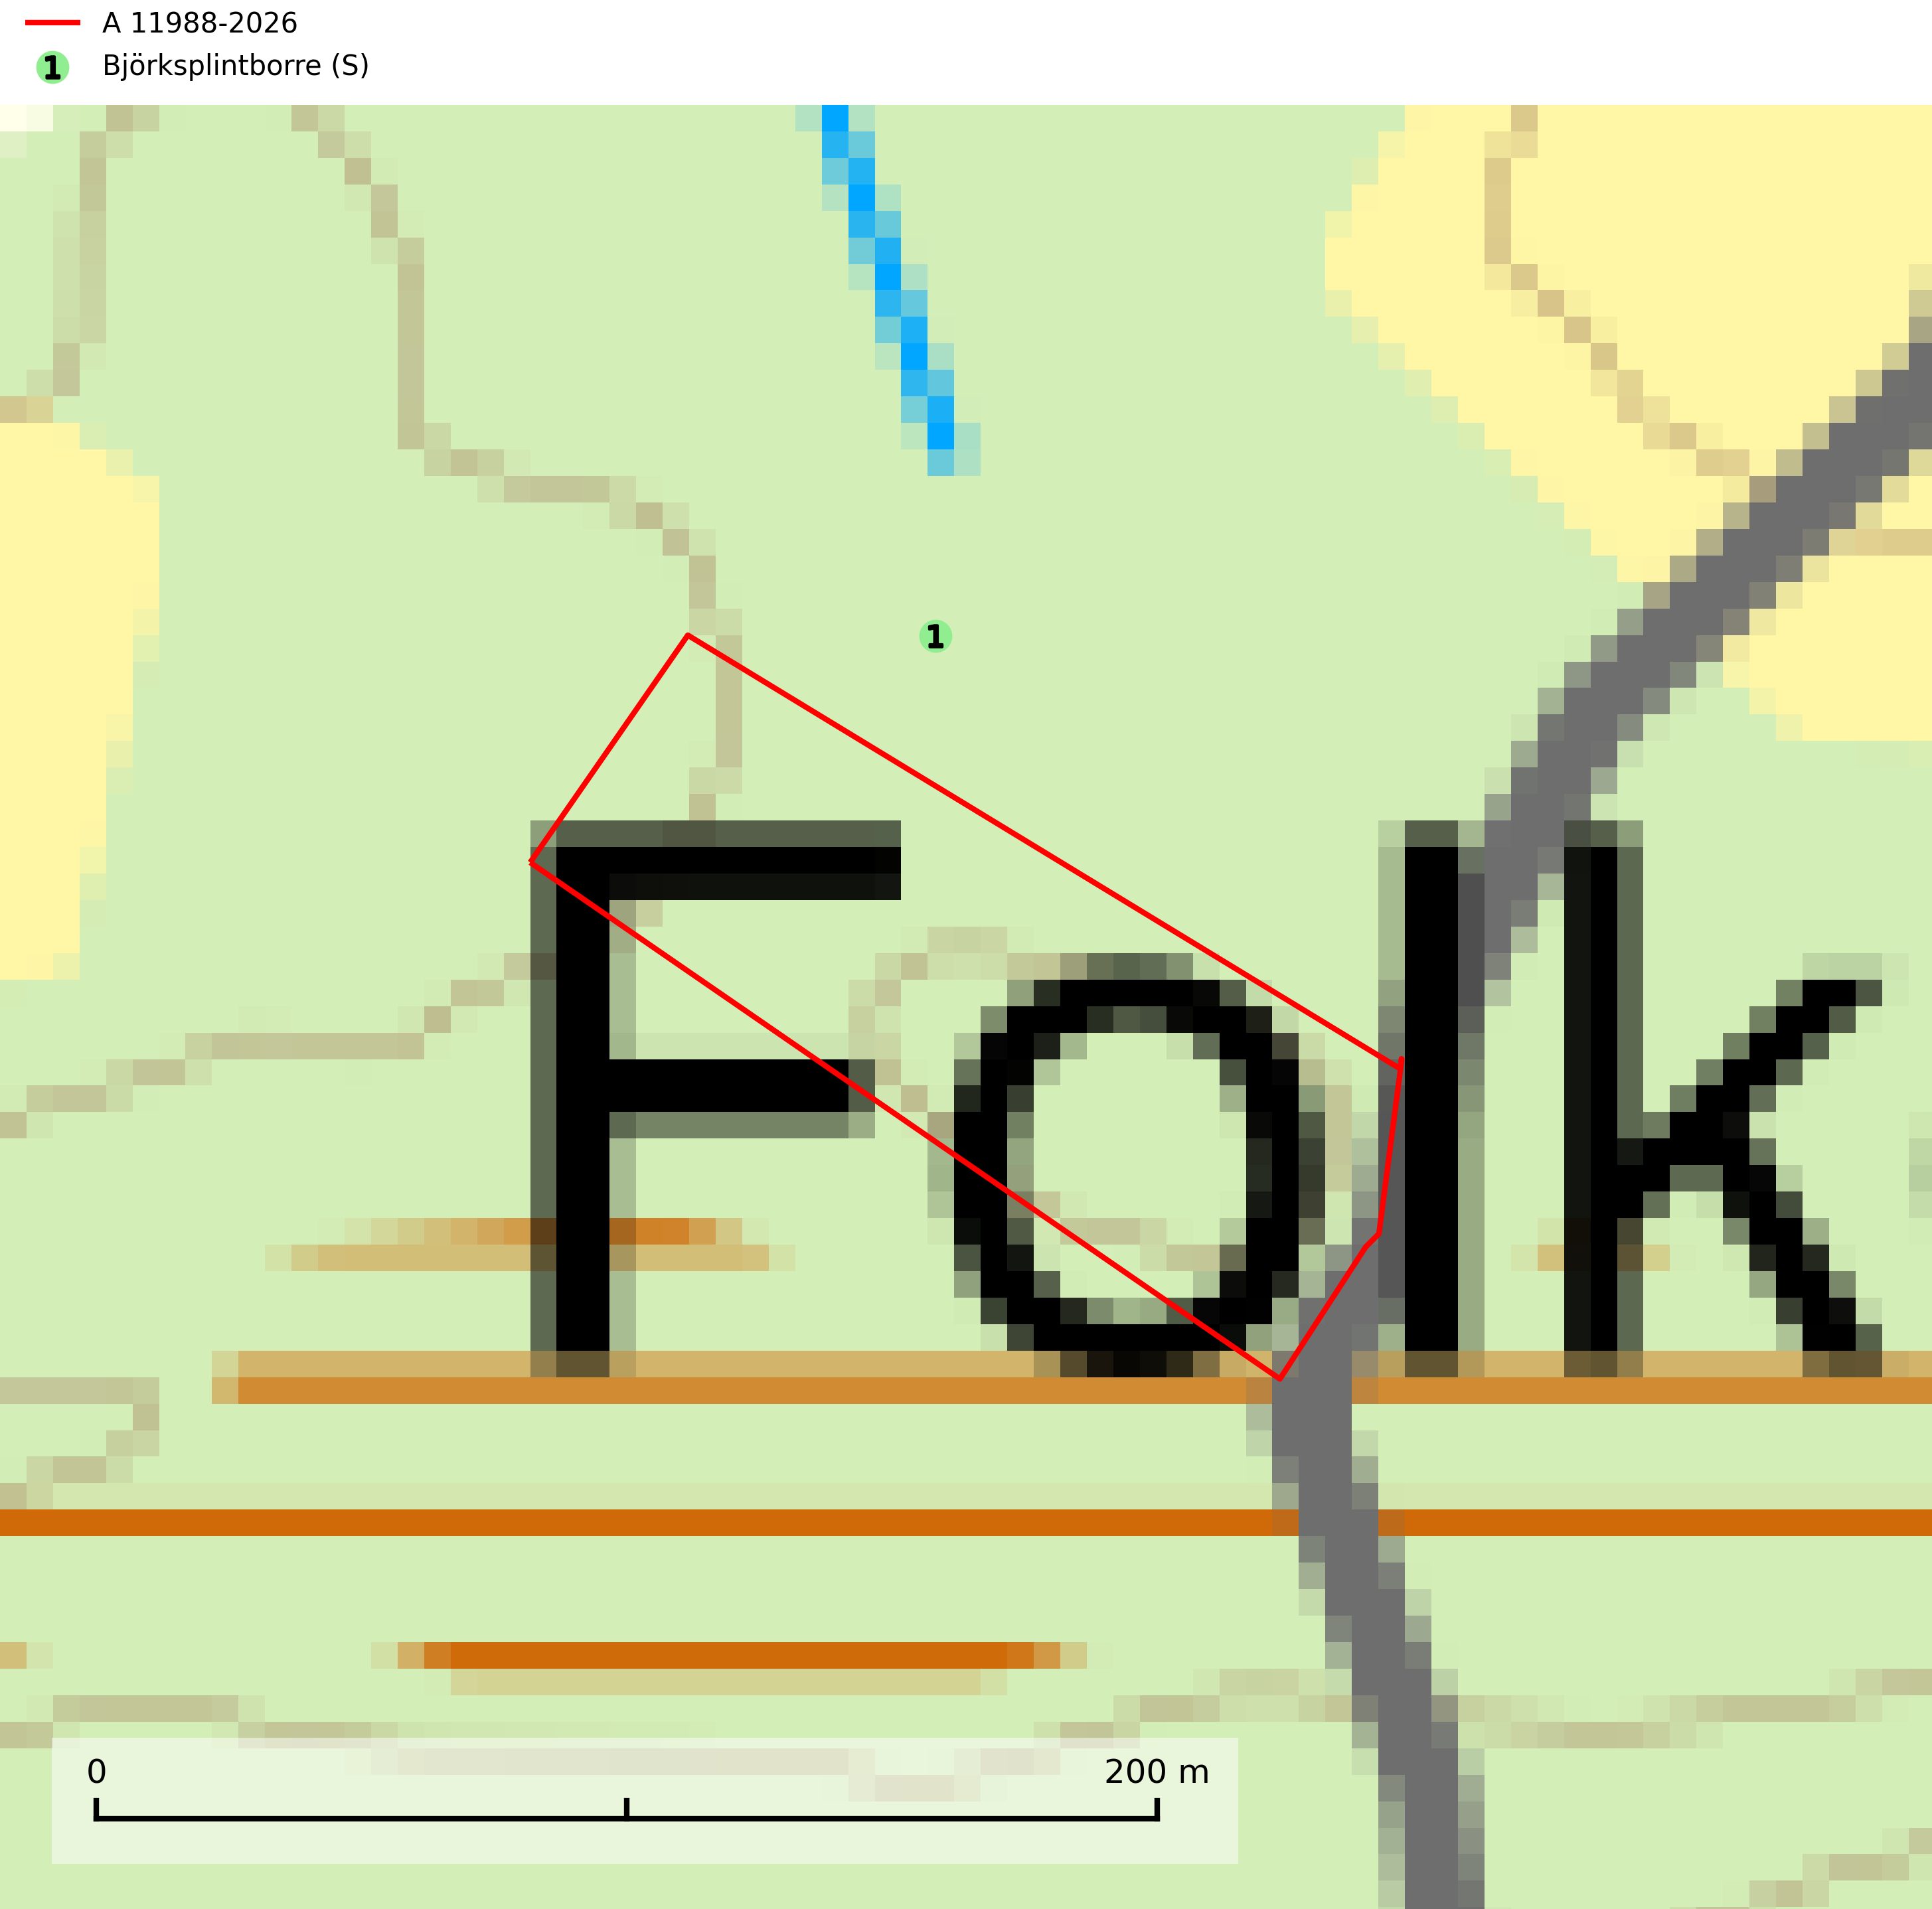 A 11988-2026
1 Björksplintborre (S)
1
Folk
0 200 m